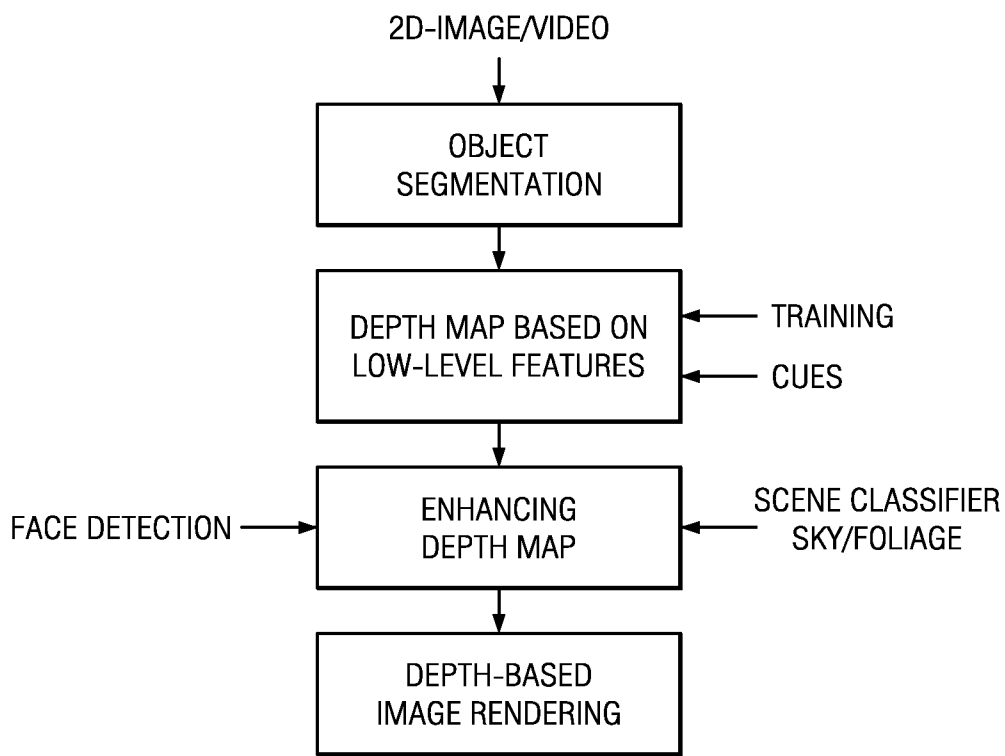 2D-IMAGE/VIDEO
OBJECT
SEGMENTATION
DEPTH MAP BASED ON
LOW-LEVEL FEATURES
TRAINING
CUES
FACE DETECTION
ENHANCING
DEPTH MAP
SCENE CLASSIFIER
SKY/FOLIAGE
DEPTH-BASED
IMAGE RENDERING